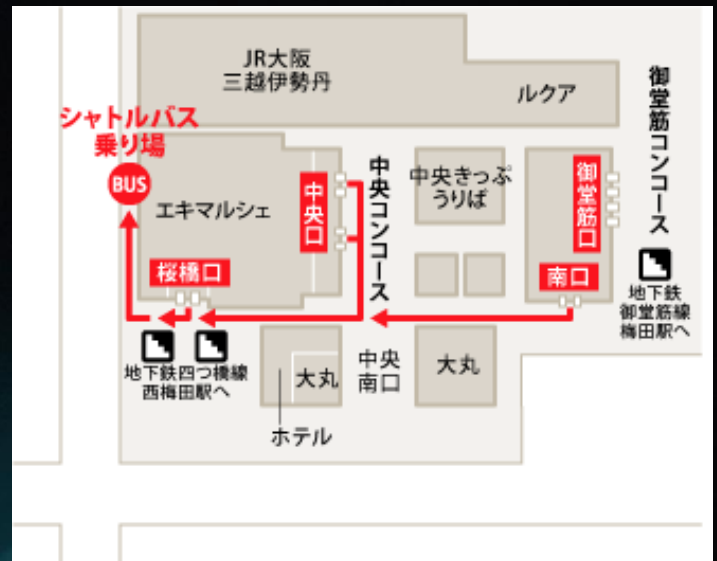 JR大阪
三越伊勢丹
ルクア
御堂筋コンコース
シャトルバス
乗り場
BUS
エキマルシェ
中央口
中央コンコース
中央きっぷ
うりば
御堂筋口
桜橋口
南口
地下鉄
御堂筋線
梅田駅へ
地下鉄四つ橋線
西梅田駅へ
大丸
中央
南口
大丸
ホテル